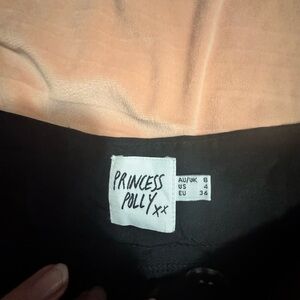 PRINCESS
POLLY xx
AU/UK 8
US 4
EU 36